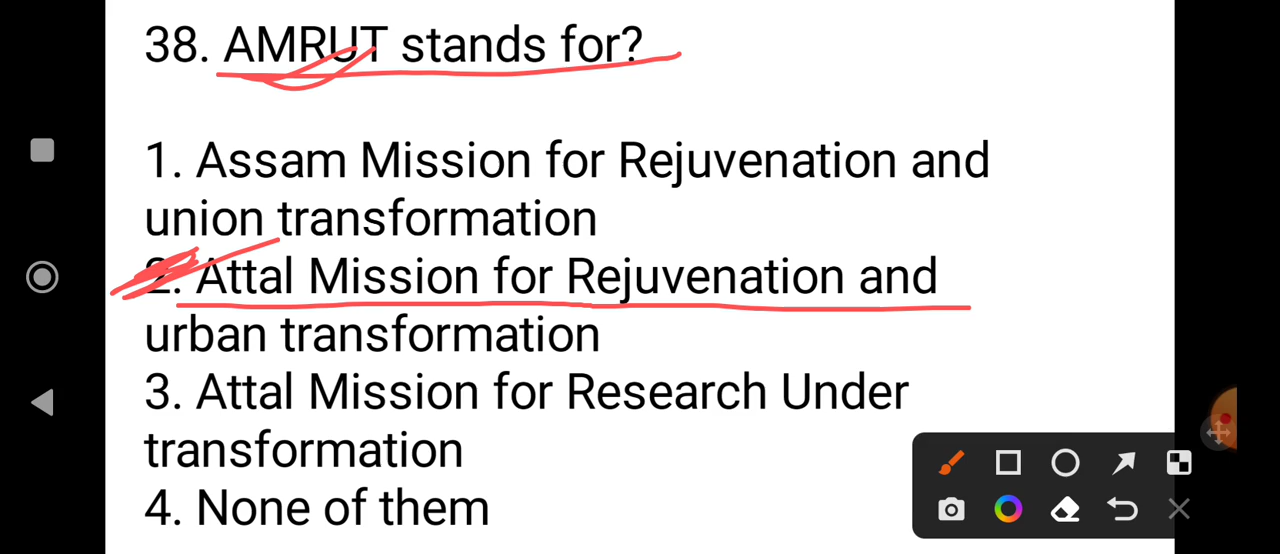 38. AMRUT stands for?
1. Assam Mission for Rejuvenation and
union transformation
2. Attal Mission for Rejuvenation and
urban transformation
3. Attal Mission for Research Under
transformation
4. None of them